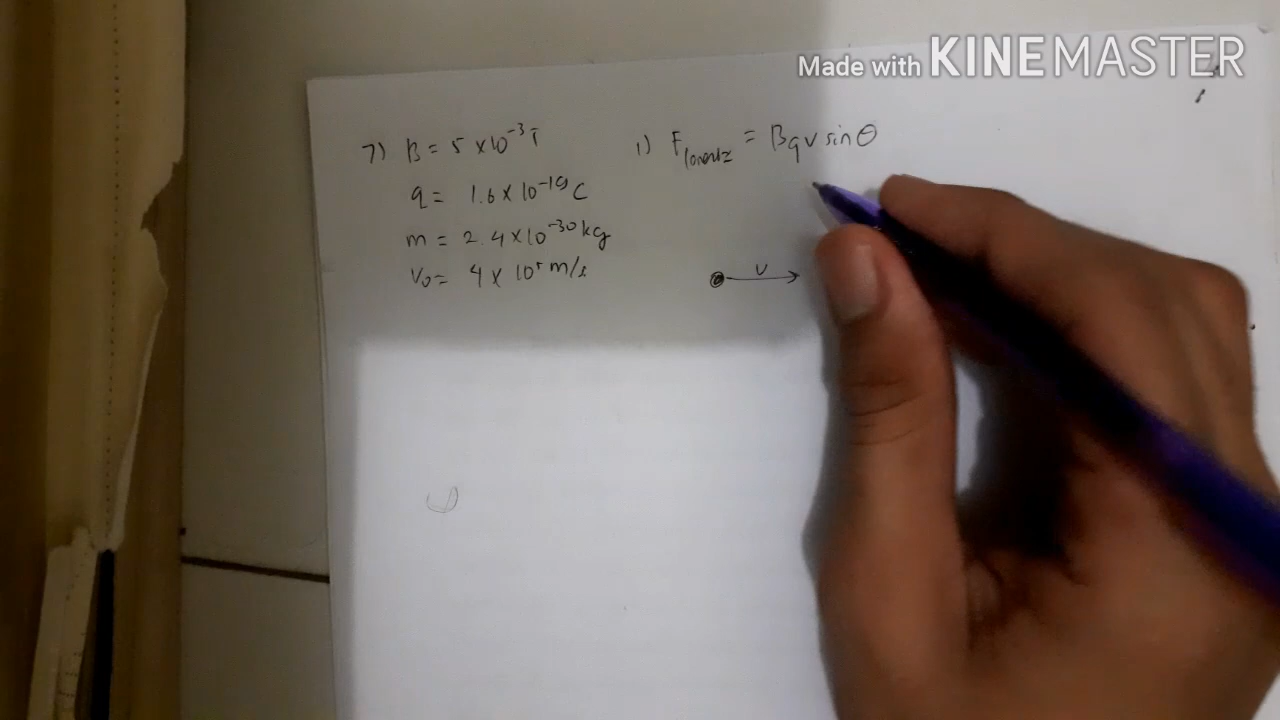 Made with KINEMASTER
7) B = 5 × 10⁻³ T
1) F lorentz = Bqv sin θ
q = 1.6 × 10⁻¹⁹ C
m = 2.4 × 10⁻³⁰ kg
v₀ = 4 × 10⁵ m/s
v